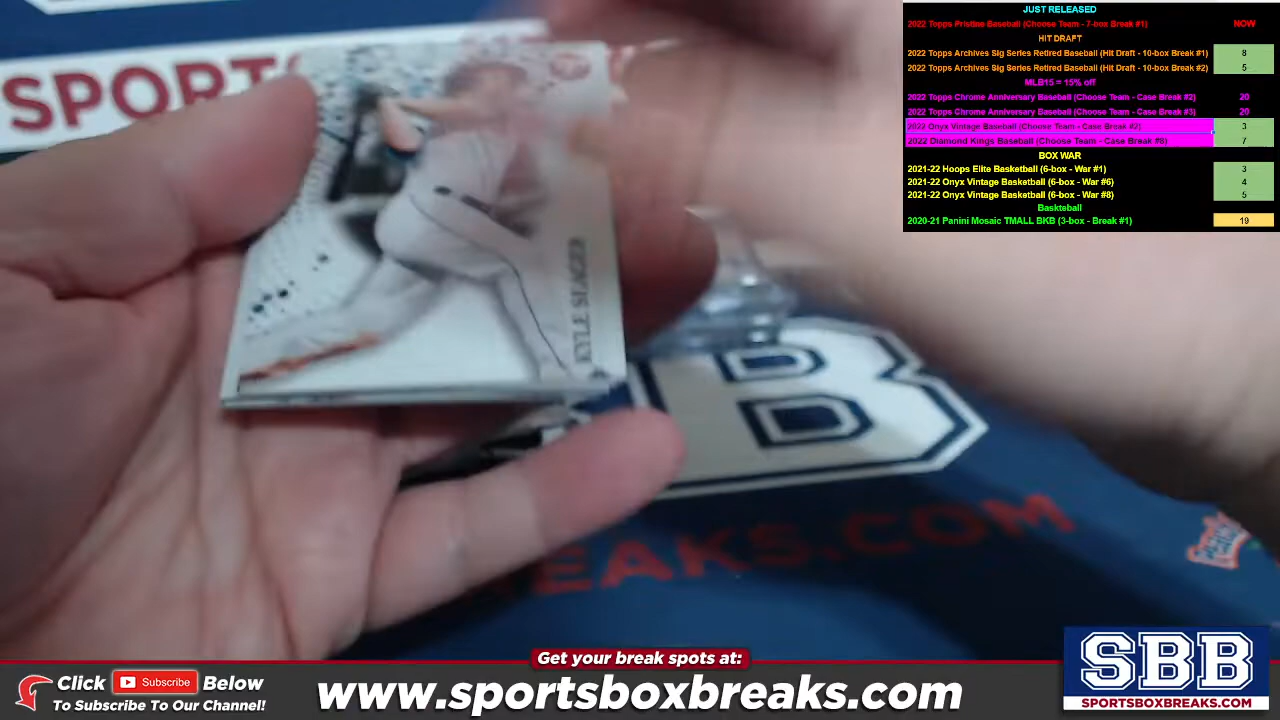 JUST RELEASED
2022 Topps Pristine Baseball (Choose Team - 7-box Break #1) NOW
HIT DRAFT
2022 Topps Archives Sig Series Retired Baseball (Hit Draft - 10-box Break #1) 8
2022 Topps Archives Sig Series Retired Baseball (Hit Draft - 10-box Break #2) 5
MLB15 = 15% off
2022 Topps Chrome Anniversary Baseball (Choose Team - Case Break #2) 20
2022 Topps Chrome Anniversary Baseball (Choose Team - Case Break #3) 20
2022 Onyx Vintage Baseball (Choose Team - Case Break #2) 3
2022 Diamond Kings Baseball (Choose Team - Case Break #8) 7
BOX WAR
2021-22 Hoops Elite Basketball (6-box - War #1) 3
2021-22 Onyx Vintage Basketball (6-box - War #6) 4
2021-22 Onyx Vintage Basketball (6-box - War #8) 5
Baskteball
2020-21 Panini Mosaic TMALL BKB (3-box - Break #1) 19
SPORTS
KYLE SEAGER
B
EAKS.COM
Get your break spots at:
Click Subscribe Below
To Subscribe To Our Channel!
www.sportsboxbreaks.com
SBB
SPORTSBOXBREAKS.COM